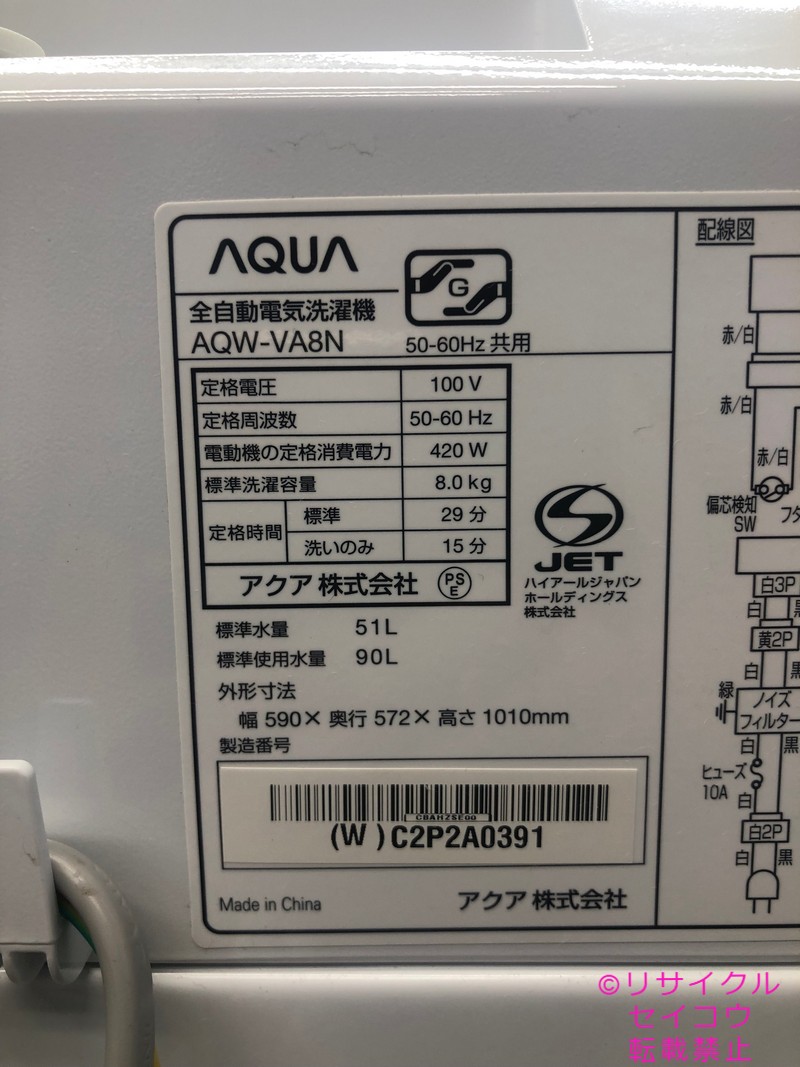 AQUA
G
全自動電気洗濯機
AQW-VA8N
50-60Hz 共用
定格電圧 100 V
定格周波数 50-60 Hz
電動機の定格消費電力 420 W
標準洗濯容量 8.0 kg
定格時間 標準 29 分
洗いのみ 15 分
アクア 株式会社 PSE
JET
ハイアールジャパン
ホールディングス
株式会社
標準水量 51L
標準使用水量 90L
外形寸法
幅 590× 奥行 572× 高さ 1010mm
製造番号
CBAHZSEGQ
(W) C2P2A0391
Made in China
アクア 株式会社
配線図
赤/白
赤/白
赤/白
偏芯検知
SW
フタ
白3P
白 黒
黄2P
白 黒
緑
ノイズ
フィルター
白 黒
ヒューズ
10A
白
白2P
白 黒
©リサイクル
セイコウ
転載禁止